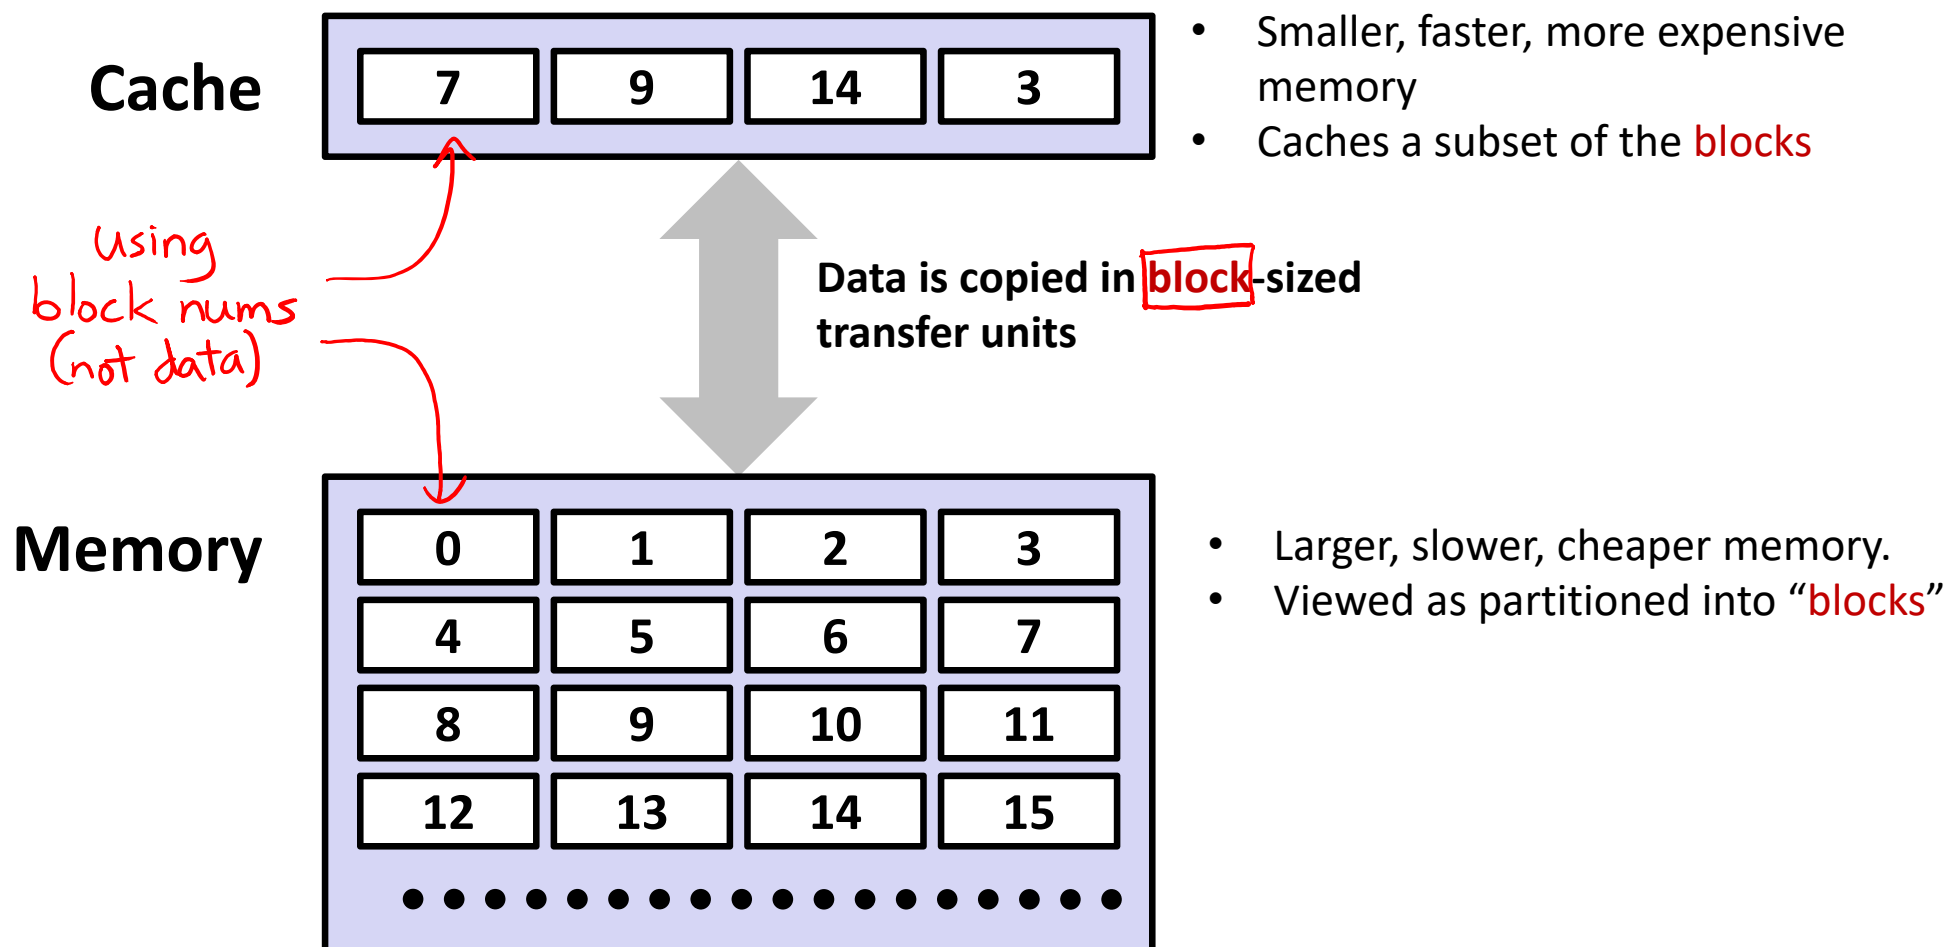 Cache
7 9 14 3
• Smaller, faster, more expensive
memory
• Caches a subset of the blocks
using
block nums
(not data)
Data is copied in block-sized
transfer units
Memory
0 1 2 3
4 5 6 7
8 9 10 11
12 13 14 15
• Larger, slower, cheaper memory.
• Viewed as partitioned into “blocks”